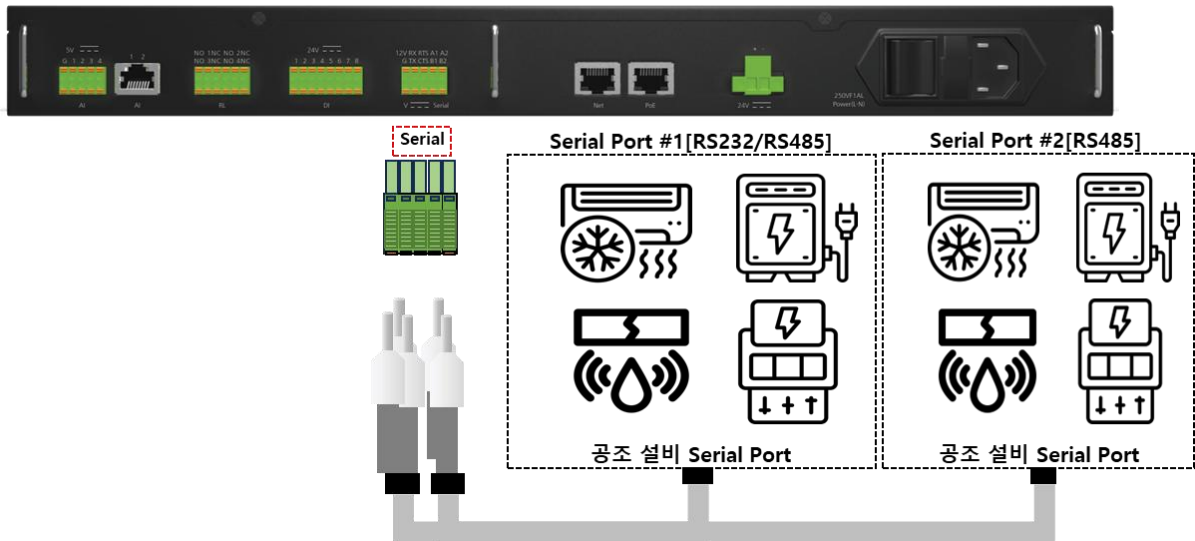 5V
G 1 2 3 4
AI
1 2
AI
NO 1NC NO 2NC
NO 3NC NO 4NC
RL
24V
1 2 3 4 5 6 7 8
DI
12V RX RTS A1 A2
G TX CTS B1 B2
V Serial
Net
PoE
24V
250VF1AL
Power(L-N)
Serial
Serial Port #1[RS232/RS485]
Serial Port #2[RS485]
공조 설비 Serial Port
공조 설비 Serial Port